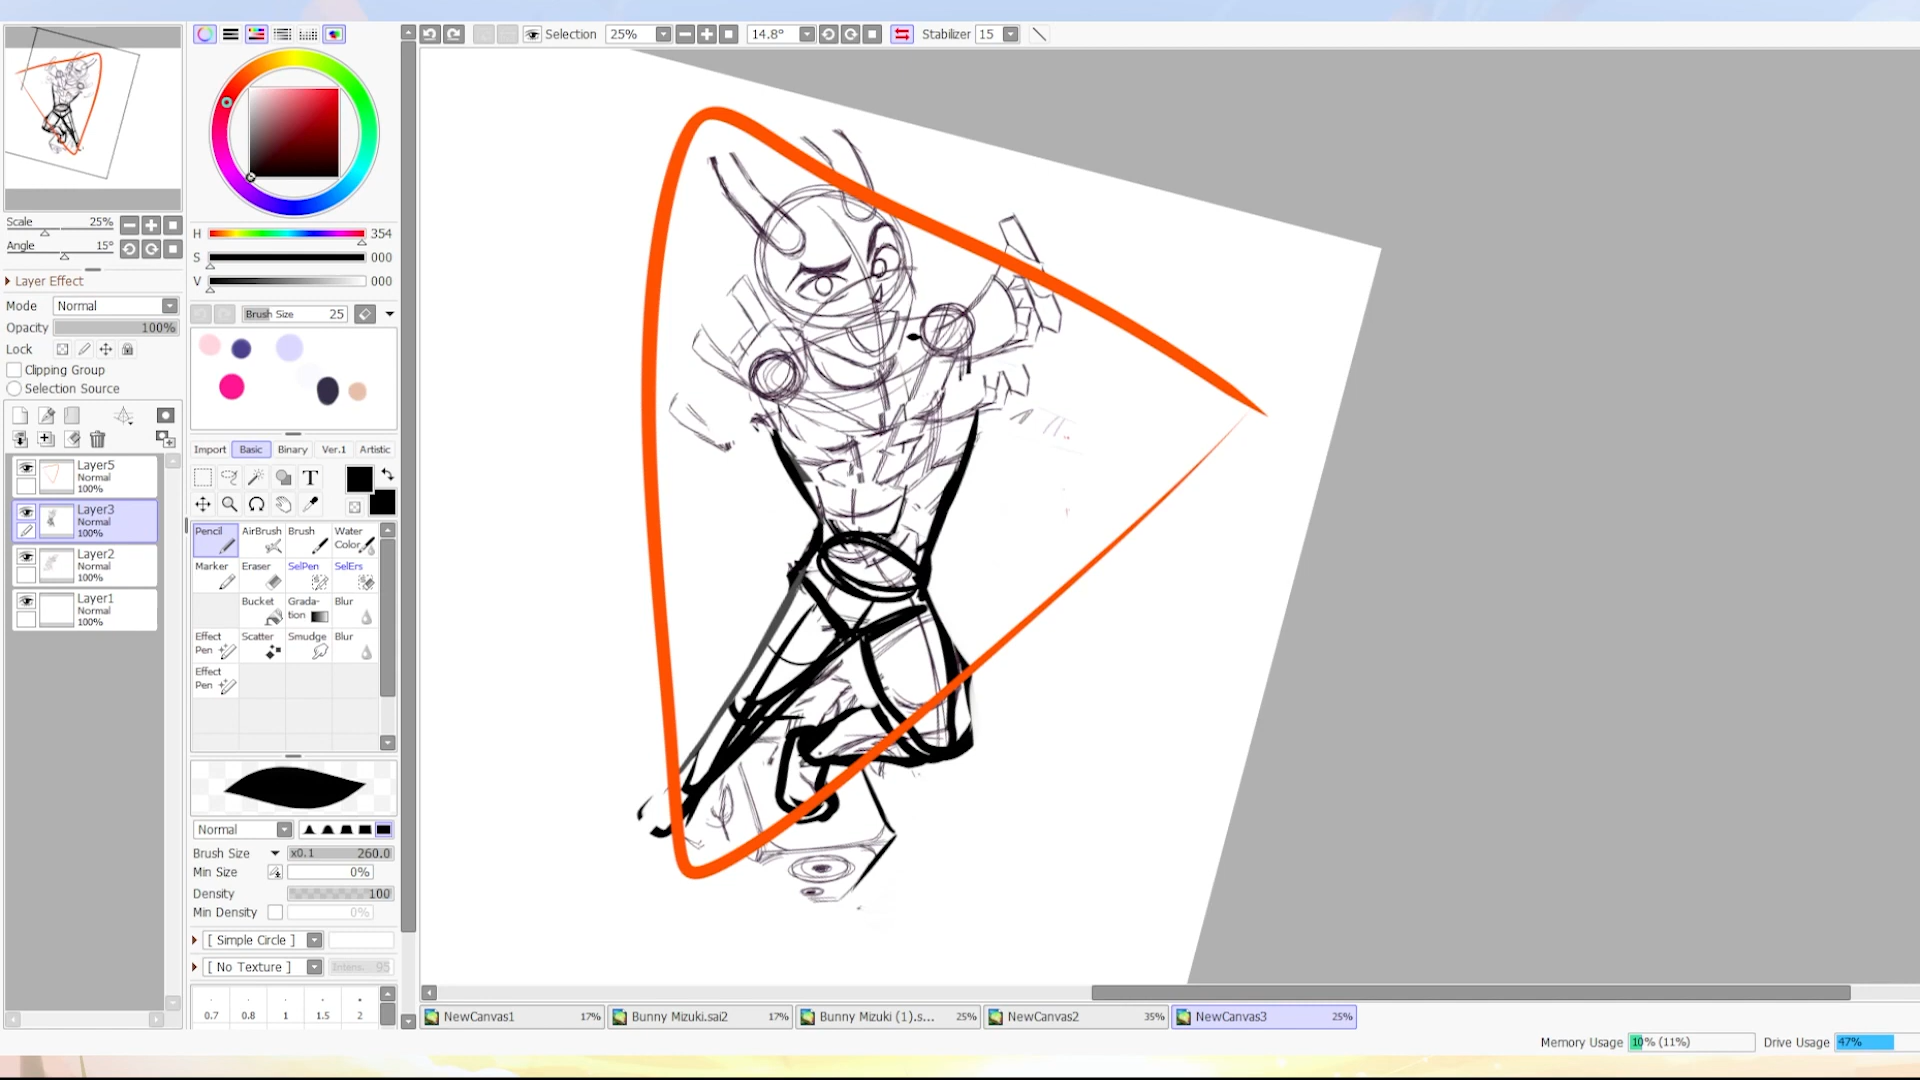 Selection 25% 14.8° Stabilizer 15
Scale 25%
Angle 15°
Layer Effect
Mode Normal
Opacity 100%
Lock
Clipping Group
Selection Source
Layer5
Normal
100%
Layer3
Normal
100%
Layer2
Normal
100%
Layer1
Normal
100%
H 354
S 000
V 000
Brush Size 25
Import Basic Binary Ver.1 Artistic
T
Pencil AirBrush Brush Water Color
Marker Eraser SelPen SelErs
Bucket Grada-tion Blur
Effect Pen Scatter Smudge Blur
Effect Pen
Normal
Brush Size x0.1 260.0
Min Size 0%
Density 100
Min Density 0%
[ Simple Circle ]
[ No Texture ] Intens. 95
0.7 0.8 1 1.5 2
NewCanvas1 17% Bunny Mizuki.sai2 17% Bunny Mizuki (1).s... 25% NewCanvas2 35% NewCanvas3 25%
Memory Usage 10% (11%) Drive Usage 47%